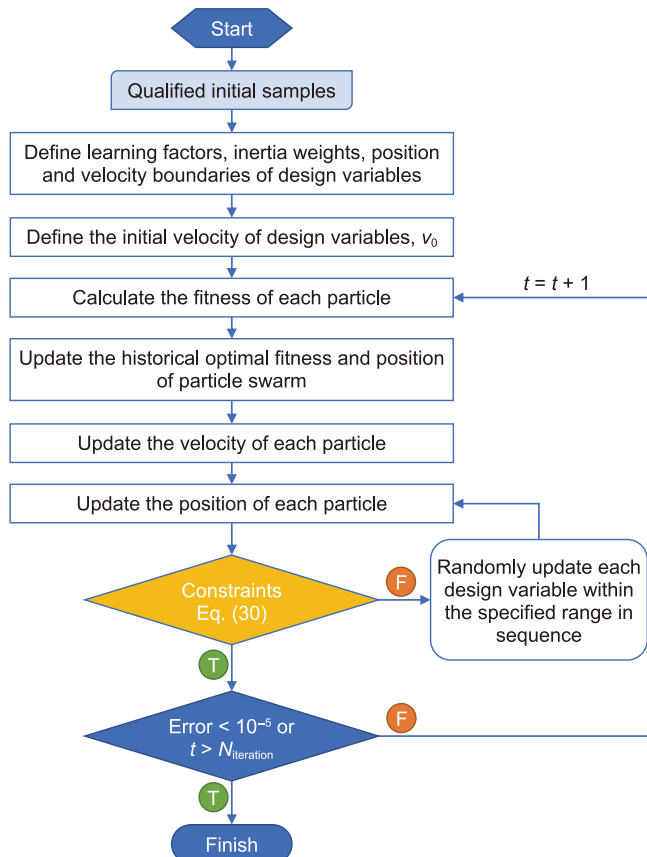 Start
Qualified initial samples
Define learning factors, inertia weights, position
and velocity boundaries of design variables
Define the initial velocity of design variables, v₀
Calculate the fitness of each particle
t = t + 1
Update the historical optimal fitness and position
of particle swarm
Update the velocity of each particle
Update the position of each particle
Constraints
Eq. (30)
F
Randomly update each
design variable within
the specified range in
sequence
T
Error < 10⁻⁵ or
t > Niteration
F
T
Finish